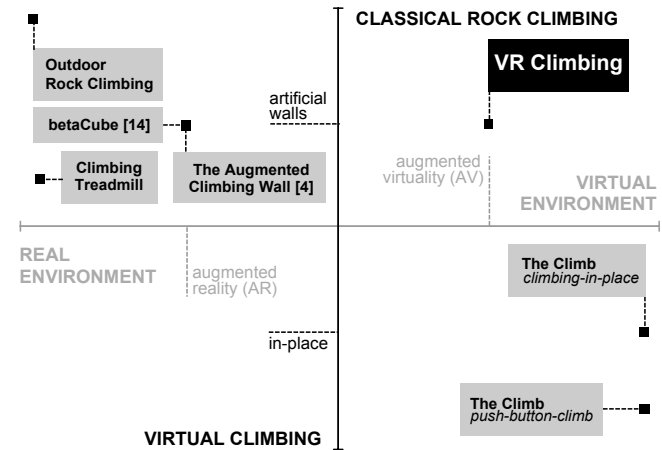 CLASSICAL ROCK CLIMBING
Outdoor
Rock Climbing
VR Climbing
artificial
walls
betaCube [14]
Climbing
Treadmill
The Augmented
Climbing Wall [4]
augmented
virtuality (AV)
VIRTUAL
ENVIRONMENT
REAL
ENVIRONMENT
augmented
reality (AR)
The Climb
climbing-in-place
in-place
The Climb
push-button-climb
VIRTUAL CLIMBING